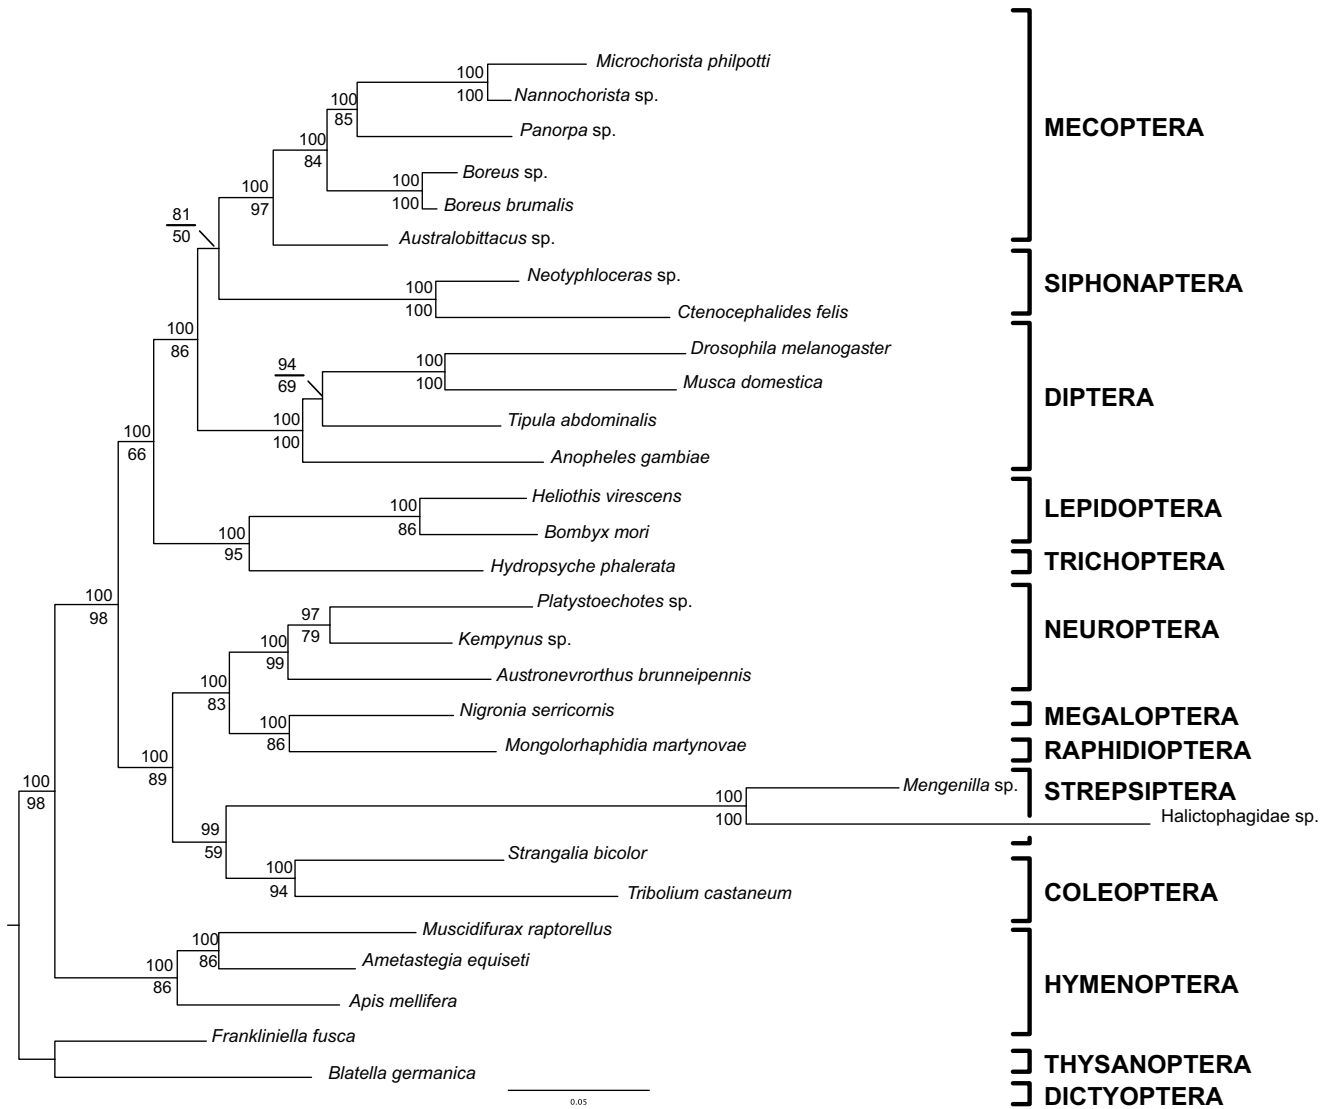 Microchorista philpotti
100
100
Nannochorista sp.
100
85
Panorpa sp.
MECOPTERA
100
84
Boreus sp.
100
100
Boreus brumalis
100
97
81
50
Australobittacus sp.
Neotyphloceras sp.
100
100
SIPHONAPTERA
Ctenocephalides felis
100
86
Drosophila melanogaster
100
100
Musca domestica
94
69
DIPTERA
Tipula abdominalis
100
100
Anopheles gambiae
100
66
Heliothis virescens
100
86
LEPIDOPTERA
Bombyx mori
100
95
Hydropsyche phalerata
TRICHOPTERA
100
98
Platystoechotes sp.
97
79
NEUROPTERA
Kempynus sp.
100
99
Austronevrorthus brunneipennis
100
83
Nigronia serricornis
MEGALOPTERA
100
86
Mongolorhaphidia martynovae
RAPHIDIOPTERA
100
89
100
98
Mengenilla sp.
STREPSIPTERA
100
100
Halictophagidae sp.
99
59
Strangalia bicolor
100
94
Tribolium castaneum
COLEOPTERA
Muscidifurax raptorellus
100
86
Ametastegia equiseti
100
86
HYMENOPTERA
Apis mellifera
Frankliniella fusca
THYSANOPTERA
Blatella germanica
DICTYOPTERA
0.05